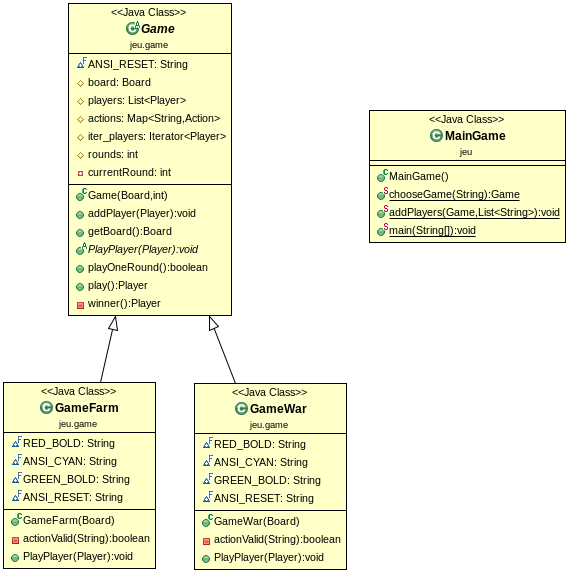 <<Java Class>>
Game
jeu.game
ANSI_RESET: String
board: Board
players: List<Player>
actions: Map<String,Action>
iter_players: Iterator<Player>
rounds: int
currentRound: int
Game(Board,int)
addPlayer(Player):void
getBoard():Board
PlayPlayer(Player):void
playOneRound():boolean
play():Player
winner():Player
<<Java Class>>
MainGame
jeu
MainGame()
chooseGame(String):Game
addPlayers(Game,List<String>):void
main(String[]):void
<<Java Class>>
GameFarm
jeu.game
RED_BOLD: String
ANSI_CYAN: String
GREEN_BOLD: String
ANSI_RESET: String
GameFarm(Board)
actionValid(String):boolean
PlayPlayer(Player):void
<<Java Class>>
GameWar
jeu.game
RED_BOLD: String
ANSI_CYAN: String
GREEN_BOLD: String
ANSI_RESET: String
GameWar(Board)
actionValid(String):boolean
PlayPlayer(Player):void